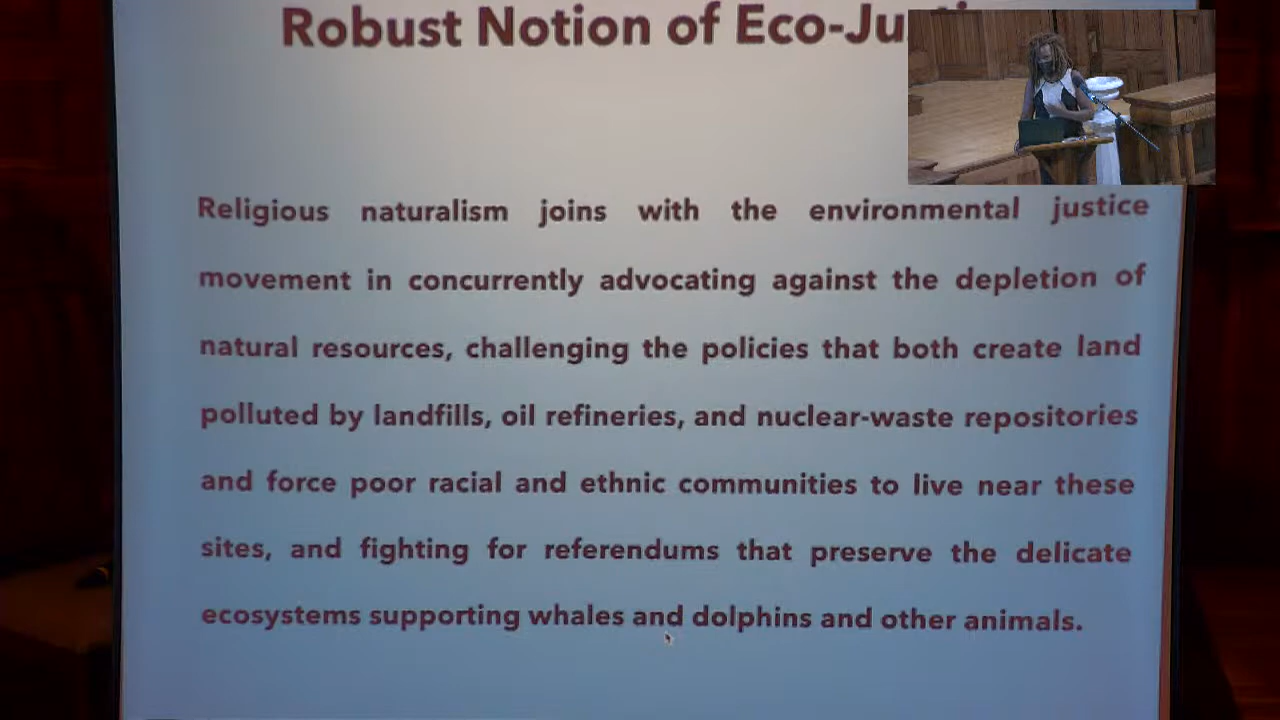 Robust Notion of Eco-
Religious naturalism joins with the environmental justice
movement in concurrently advocating against the depletion of
natural resources, challenging the policies that both create land
polluted by landfills, oil refineries, and nuclear-waste repositories
and force poor racial and ethnic communities to live near these
sites, and fighting for referendums that preserve the delicate
ecosystems supporting whales and dolphins and other animals.